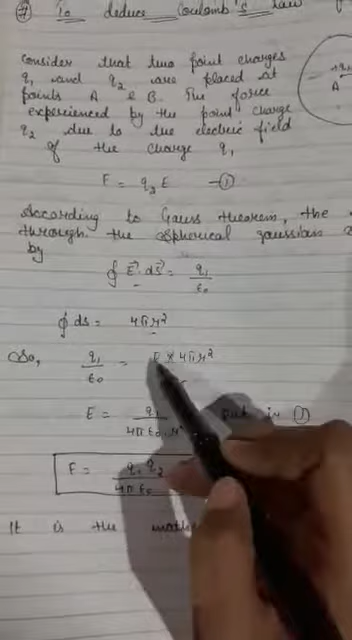 To deduce Coulomb's law
Consider that two point charges
q₁ and q₂ are placed at
points A & B. The force
experienced by the point charge
q₂ due to the electric field
of the charge q₁
F = q₂ E —①
According to Gauss theorem, the
through the spherical gaussian
by
∮ E⃗.ds⃗ = q₁/ε₀
∮ ds = 4πr²
So, q₁/ε₀ = E × 4πr²
E = q₁/4πε₀r² put in ①
F = q₁q₂/4πε₀
It is the
A